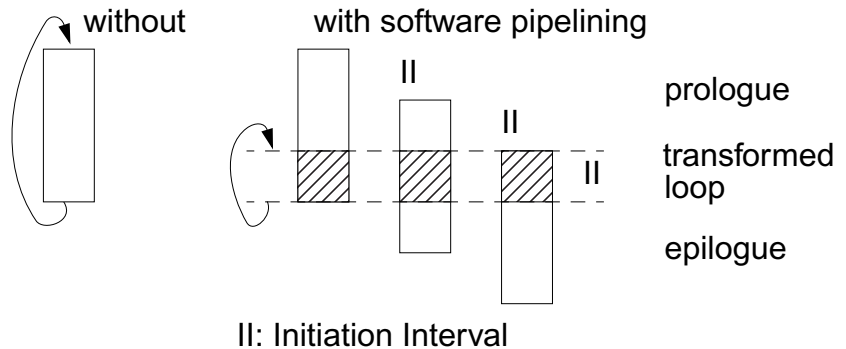 without
with software pipelining
II
prologue
II
transformed
loop
II
epilogue
II: Initiation Interval